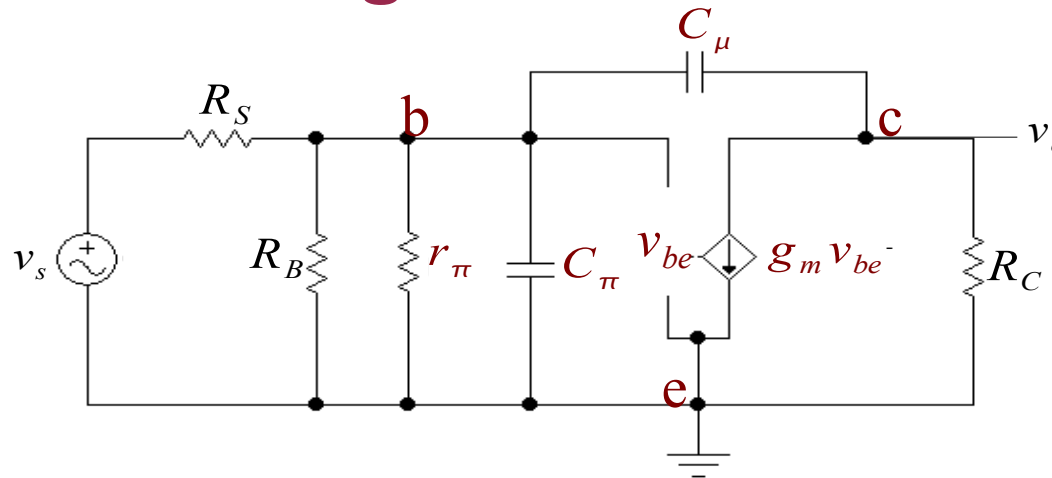 C_μ
R_S
b
c
v_s
R_B
r_π
C_π
v_be
g_m v_be-
R_C
e
+